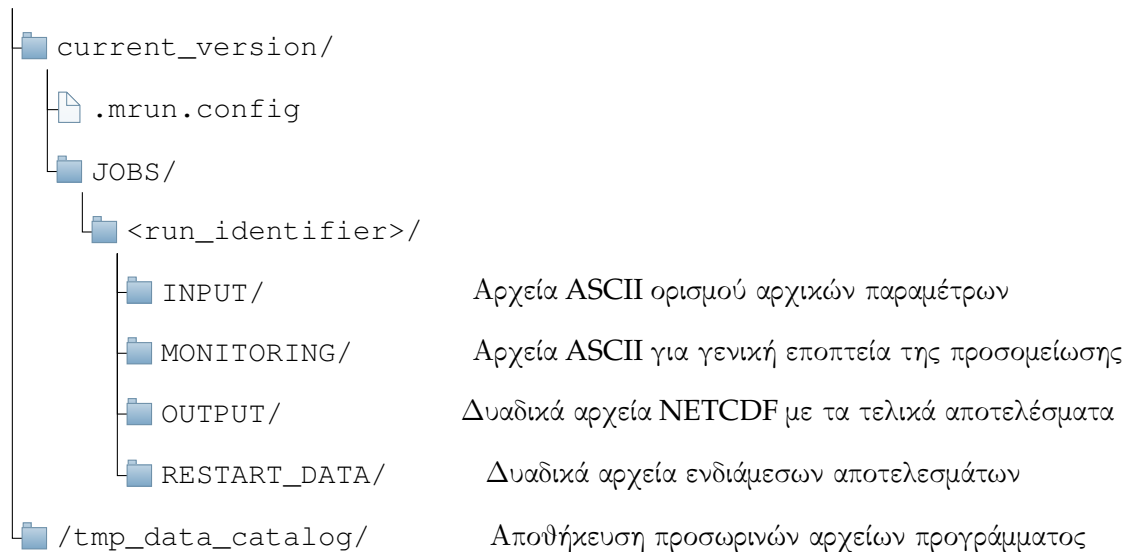 current_version/
.mrun.config
JOBS/
<run_identifier>/
INPUT/ Αρχεία ASCII ορισμού αρχικών παραμέτρων
MONITORING/ Αρχεία ASCII για γενική εποπτεία της προσομείωσης
OUTPUT/ Δυαδικά αρχεία NETCDF με τα τελικά αποτελέσματα
RESTART_DATA/ Δυαδικά αρχεία ενδιάμεσων αποτελεσμάτων
/tmp_data_catalog/ Αποθήκευση προσωρινών αρχείων προγράμματος